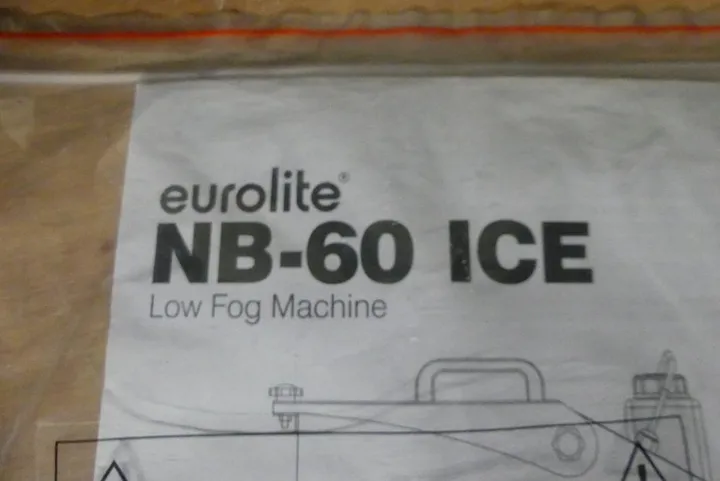 eurolite®
NB-60 ICE
Low Fog Machine